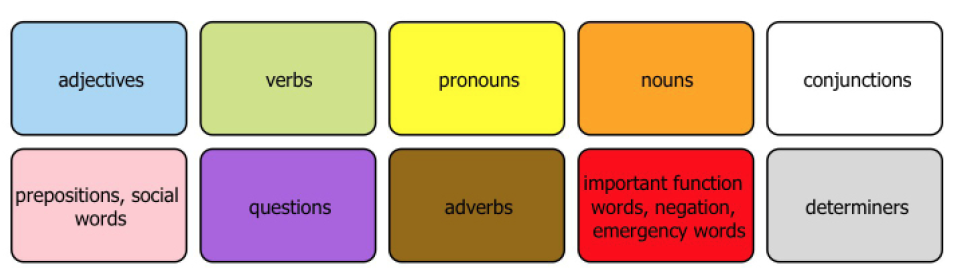 adjectives
verbs
pronouns
nouns
conjunctions
prepositions, social
words
questions
adverbs
important function
words, negation,
emergency words
determiners